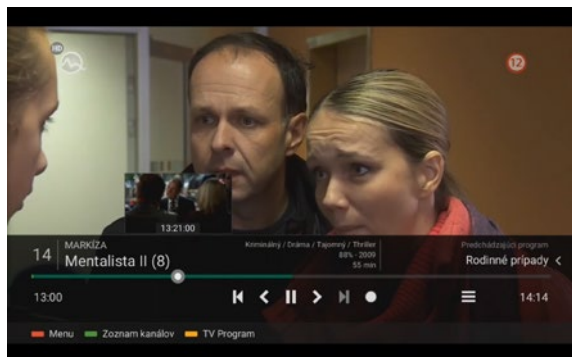 HD
12
13:21:00
14
MARKÍZA
Mentalista II (8)
Kriminálny / Dráma / Tajomný / Thriller
88% - 2009
55 min
Predchádzajúci program
Rodinné prípady
13:00
14:14
Menu
Zoznam kanálov
TV Program